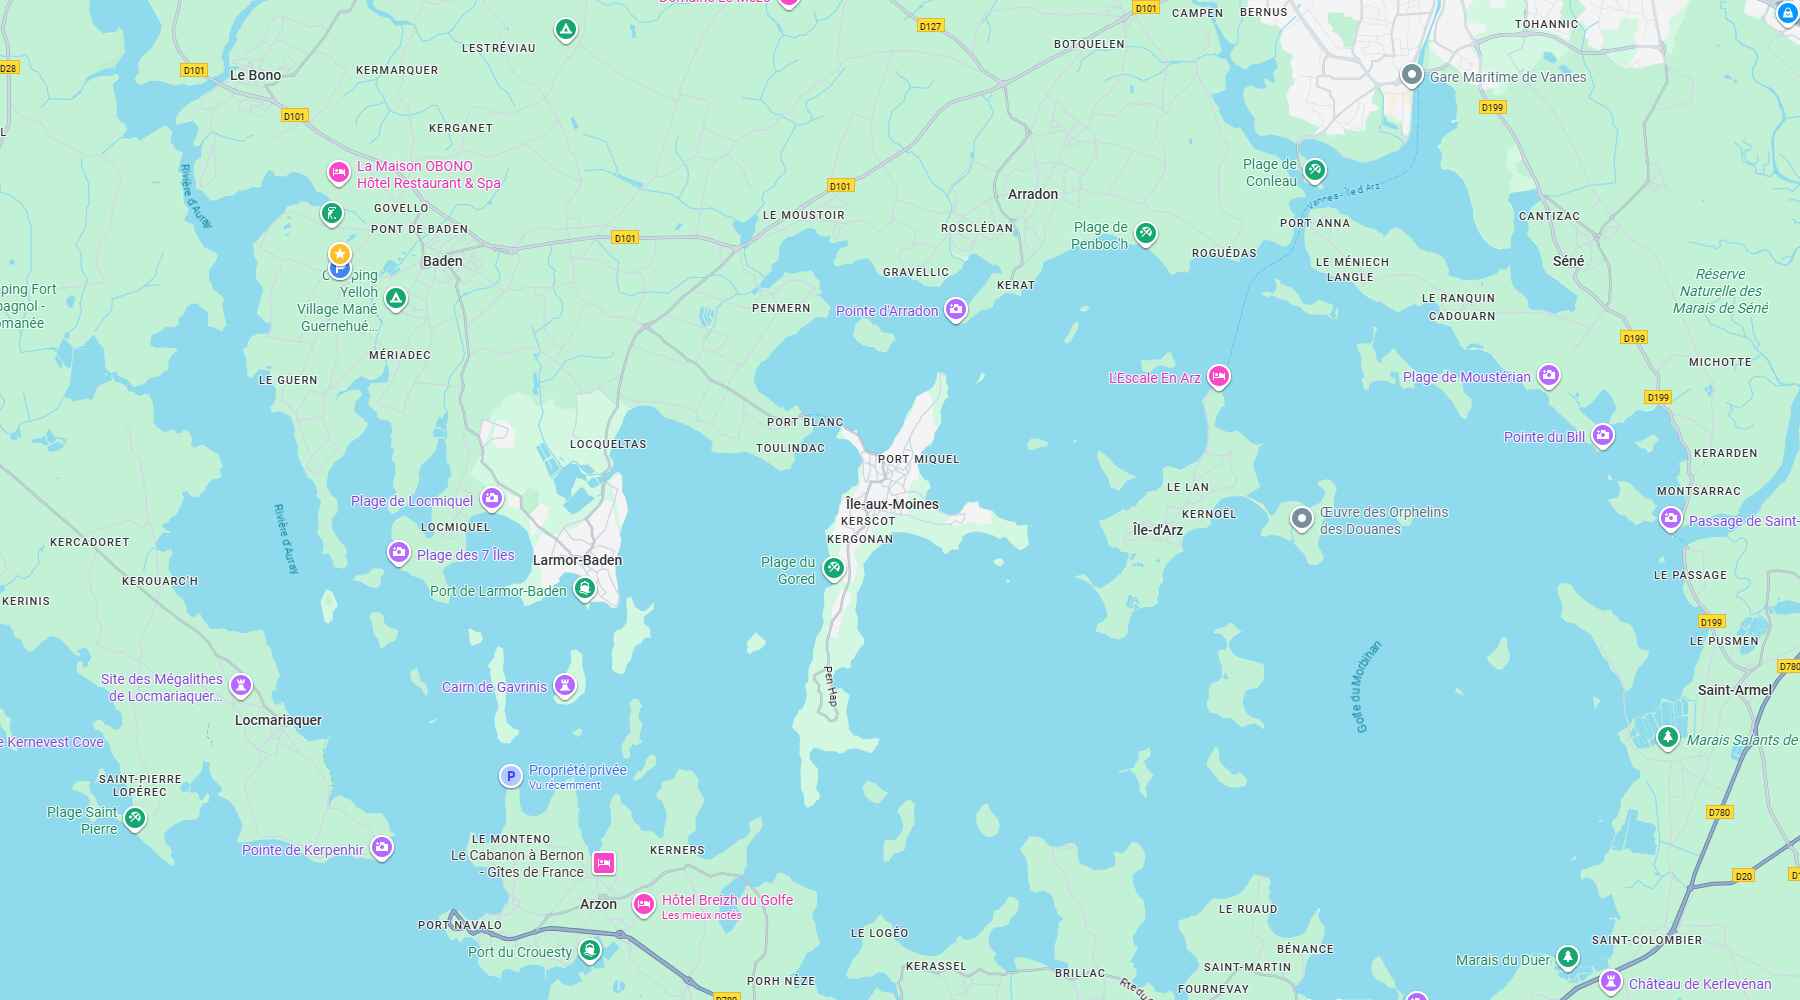 Domaine Le Mezo
D101
CAMPEN
BERNUS
D127
TOHANNIC
LESTRÉVIAU
BOTQUELEN
D28
D101
Le Bono
KERMARQUER
Gare Maritime de Vannes
D199
D101
KERGANET
Rivière d'Auray
La Maison OBONO
Hôtel Restaurant & Spa
Plage de
Conleau
D101
Arradon
Vannes - Île d'Arz
GOVELLO
PONT DE BADEN
LE MOUSTOIR
ROSCLÉDAN
Plage de
Penboc'h
PORT ANNA
CANTIZAC
D101
Baden
ROGUÉDAS
LE MÉNIECH
LANGLE
Séné
GRAVELLIC
KERAT
Réserve
Naturelle des
Marais de Séné
ping Fort
pagnol -
omanée
Yelloh
Village Mané
Guernehué...
PENMERN
Pointe d'Arradon
LE RANQUIN
CADOUARN
D199
MÉRIADEC
MICHOTTE
LE GUERN
L'Escale En Arz
Plage de Moustérian
D199
PORT BLANC
LOCQUELTAS
TOULINDAC
PORT MIQUEL
Pointe du Bill
KERARDEN
Plage de Locmiquel
Île-aux-Moines
LE LAN
MONTSARRAC
KERNOËL
Œuvre des Orphelins
des Douanes
Passage de Saint-
LOCMIQUEL
KERSCOT
KERGONAN
Île-d'Arz
Rivière d'Auray
KERCADORET
Plage des 7 Îles
Larmor-Baden
Plage du
Gored
KEROUARC'H
Port de Larmor-Baden
LE PASSAGE
KERINIS
D199
LE PUSMEN
Golfe du Morbihan
D780
Site des Mégalithes
de Locmariaquer...
Cairn de Gavrinis
Pen Hap
Saint-Armel
Locmariaquer
e Kernevest Cove
Marais Salants de
SAINT-PIERRE
LOPÉREC
Propriété privée
Vu récemment
Plage Saint
Pierre
D780
LE MONTENO
Pointe de Kerpenhir
Le Cabanon à Bernon
- Gîtes de France
KERNERS
D20
Arzon
Hôtel Breizh du Golfe
Les mieux notés
LE RUAUD
PORT NAVALO
LE LOGÉO
Port du Crouesty
BÉNANCE
SAINT-COLOMBIER
Marais du Duer
KERASSEL
BRILLAC
SAINT-MARTIN
PORH NÈZE
FOURNEVAY
Château de Kerlévenan
D780